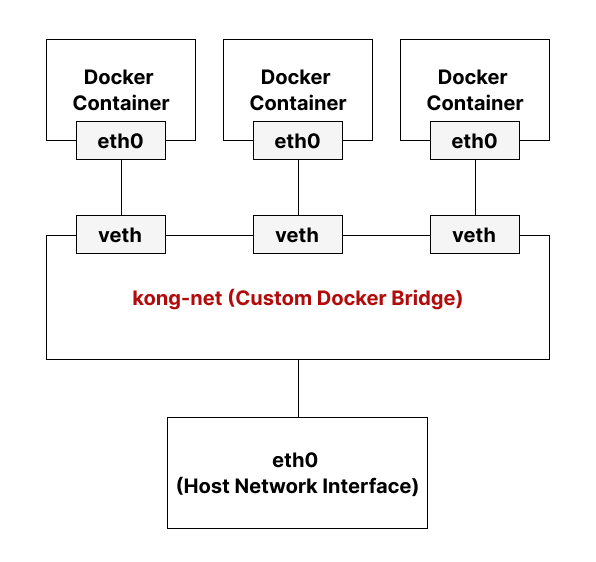 Docker Docker Docker
Container Container Container
eth0 eth0 eth0
veth veth veth
kong-net (Custom Docker Bridge)
eth0
(Host Network Interface)